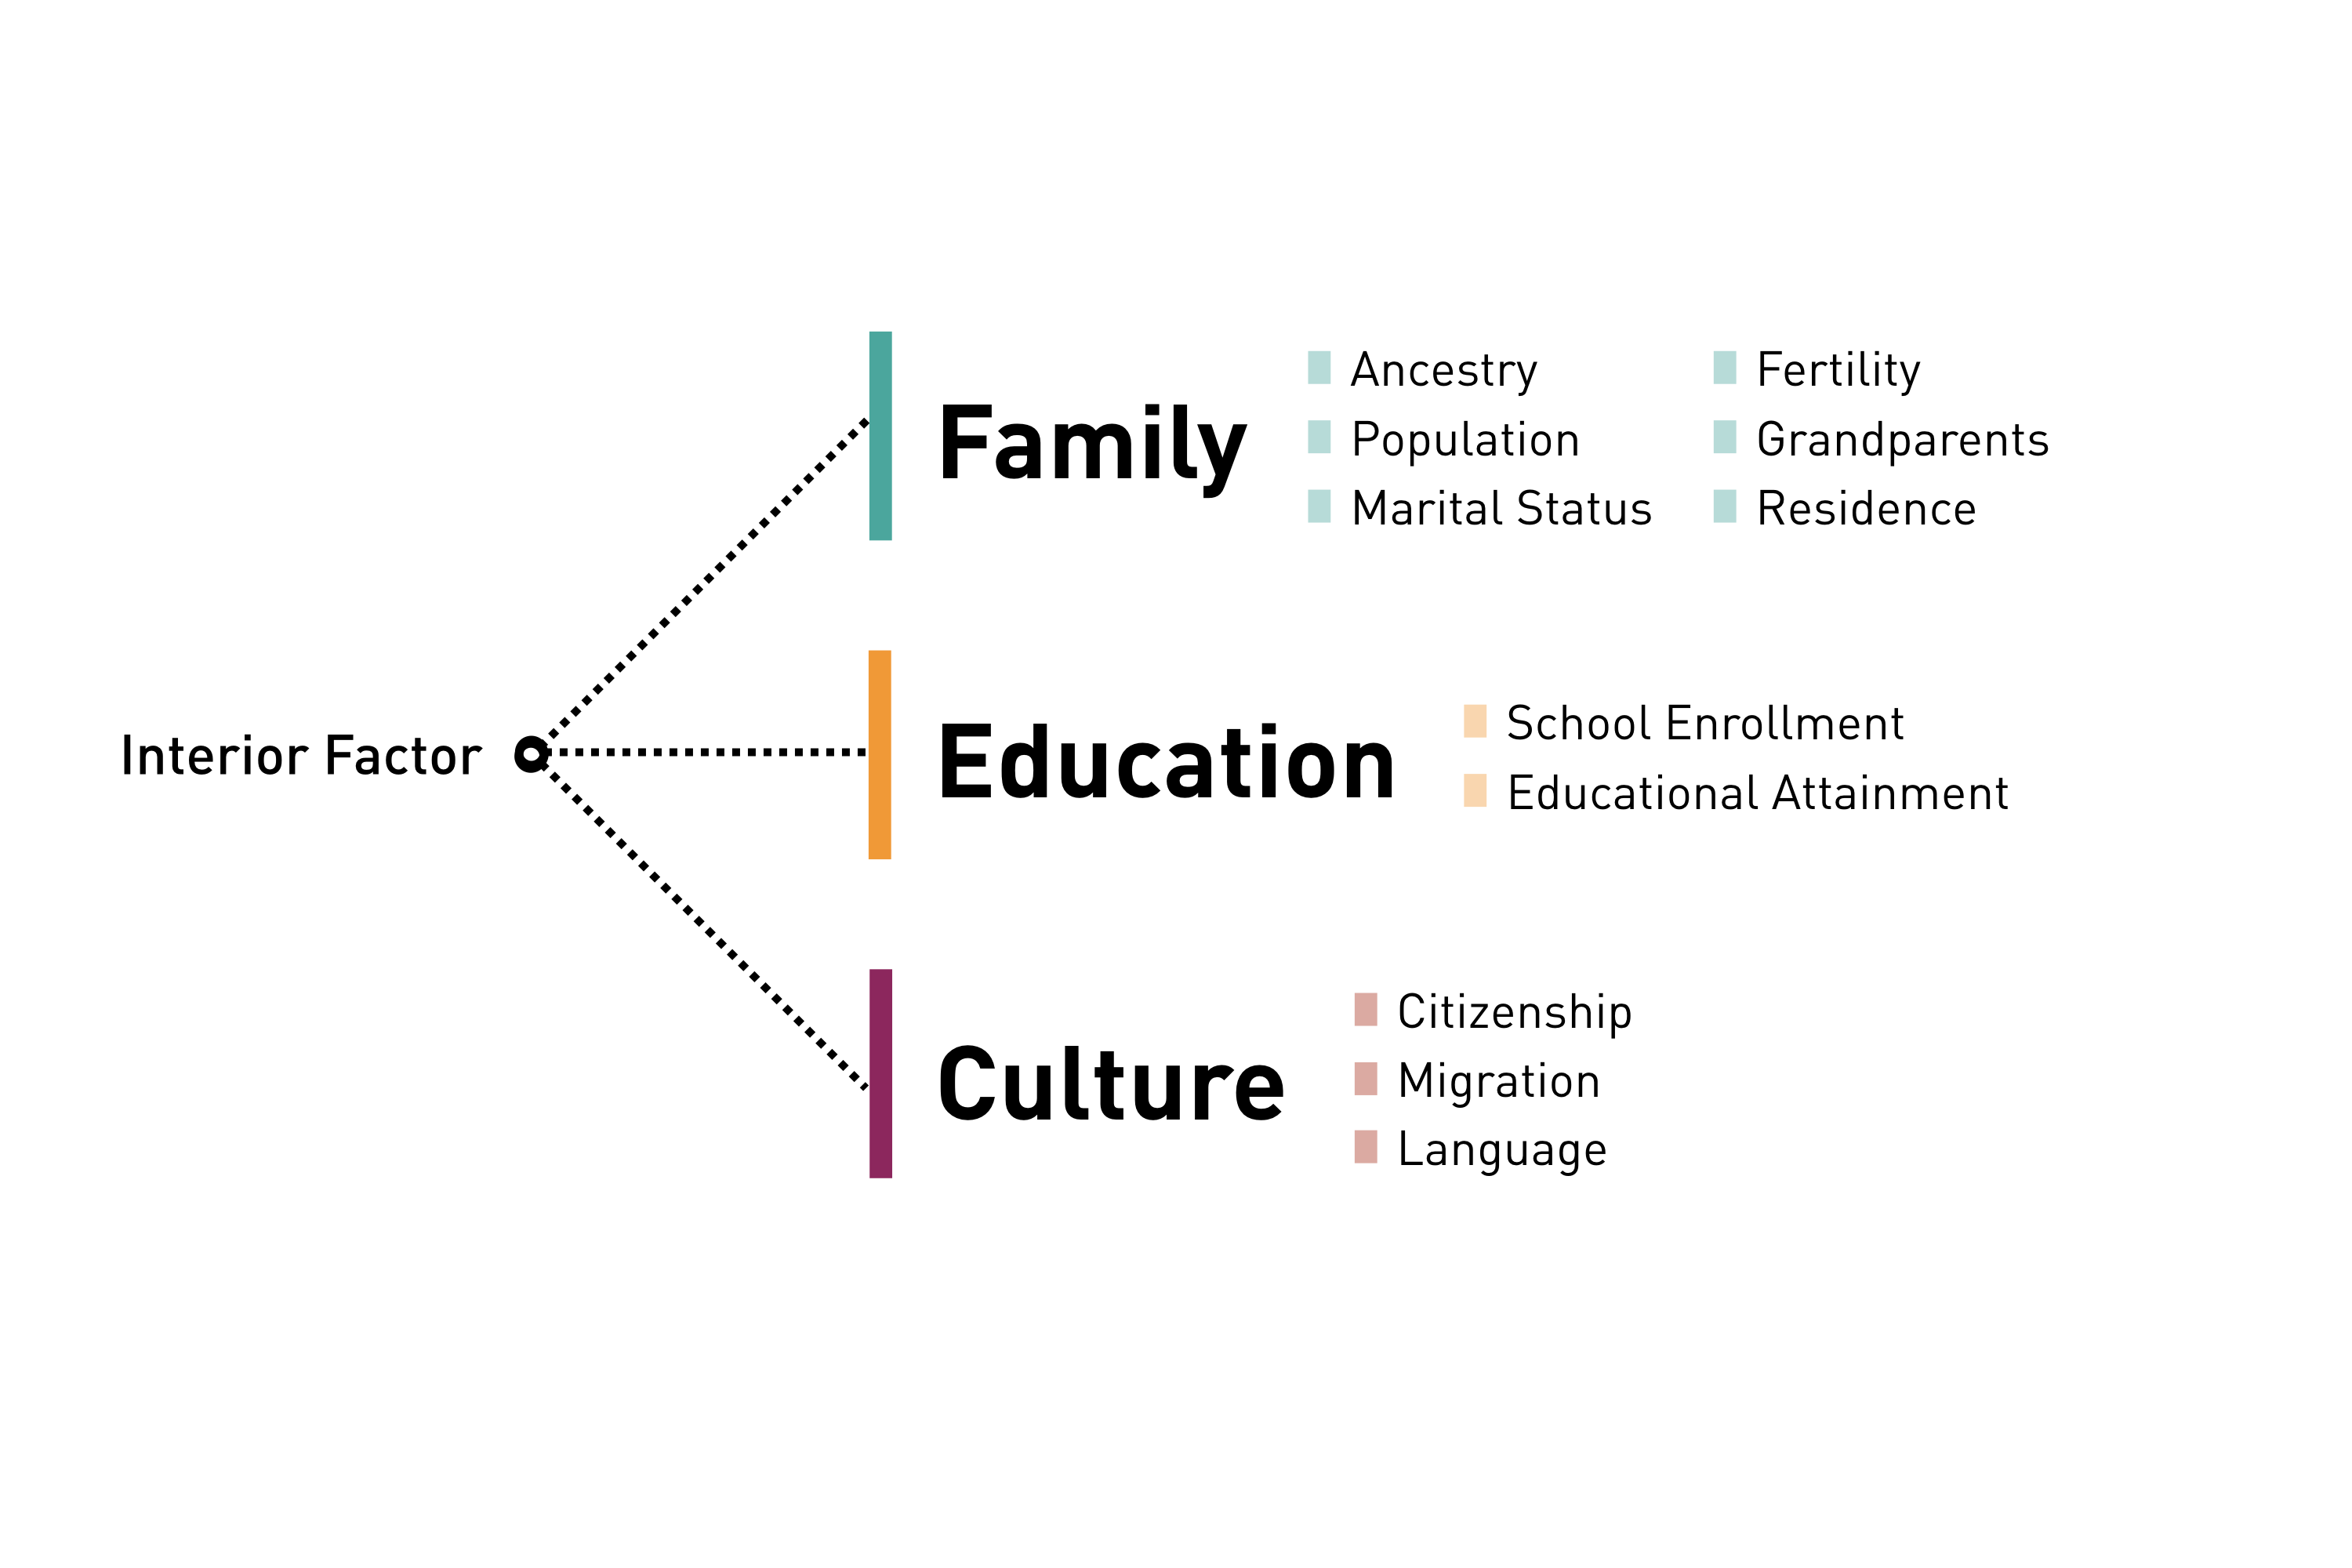 Interior Factor
Family
Ancestry
Population
Marital Status
Fertility
Grandparents
Residence
Education
School Enrollment
Educational Attainment
Culture
Citizenship
Migration
Language